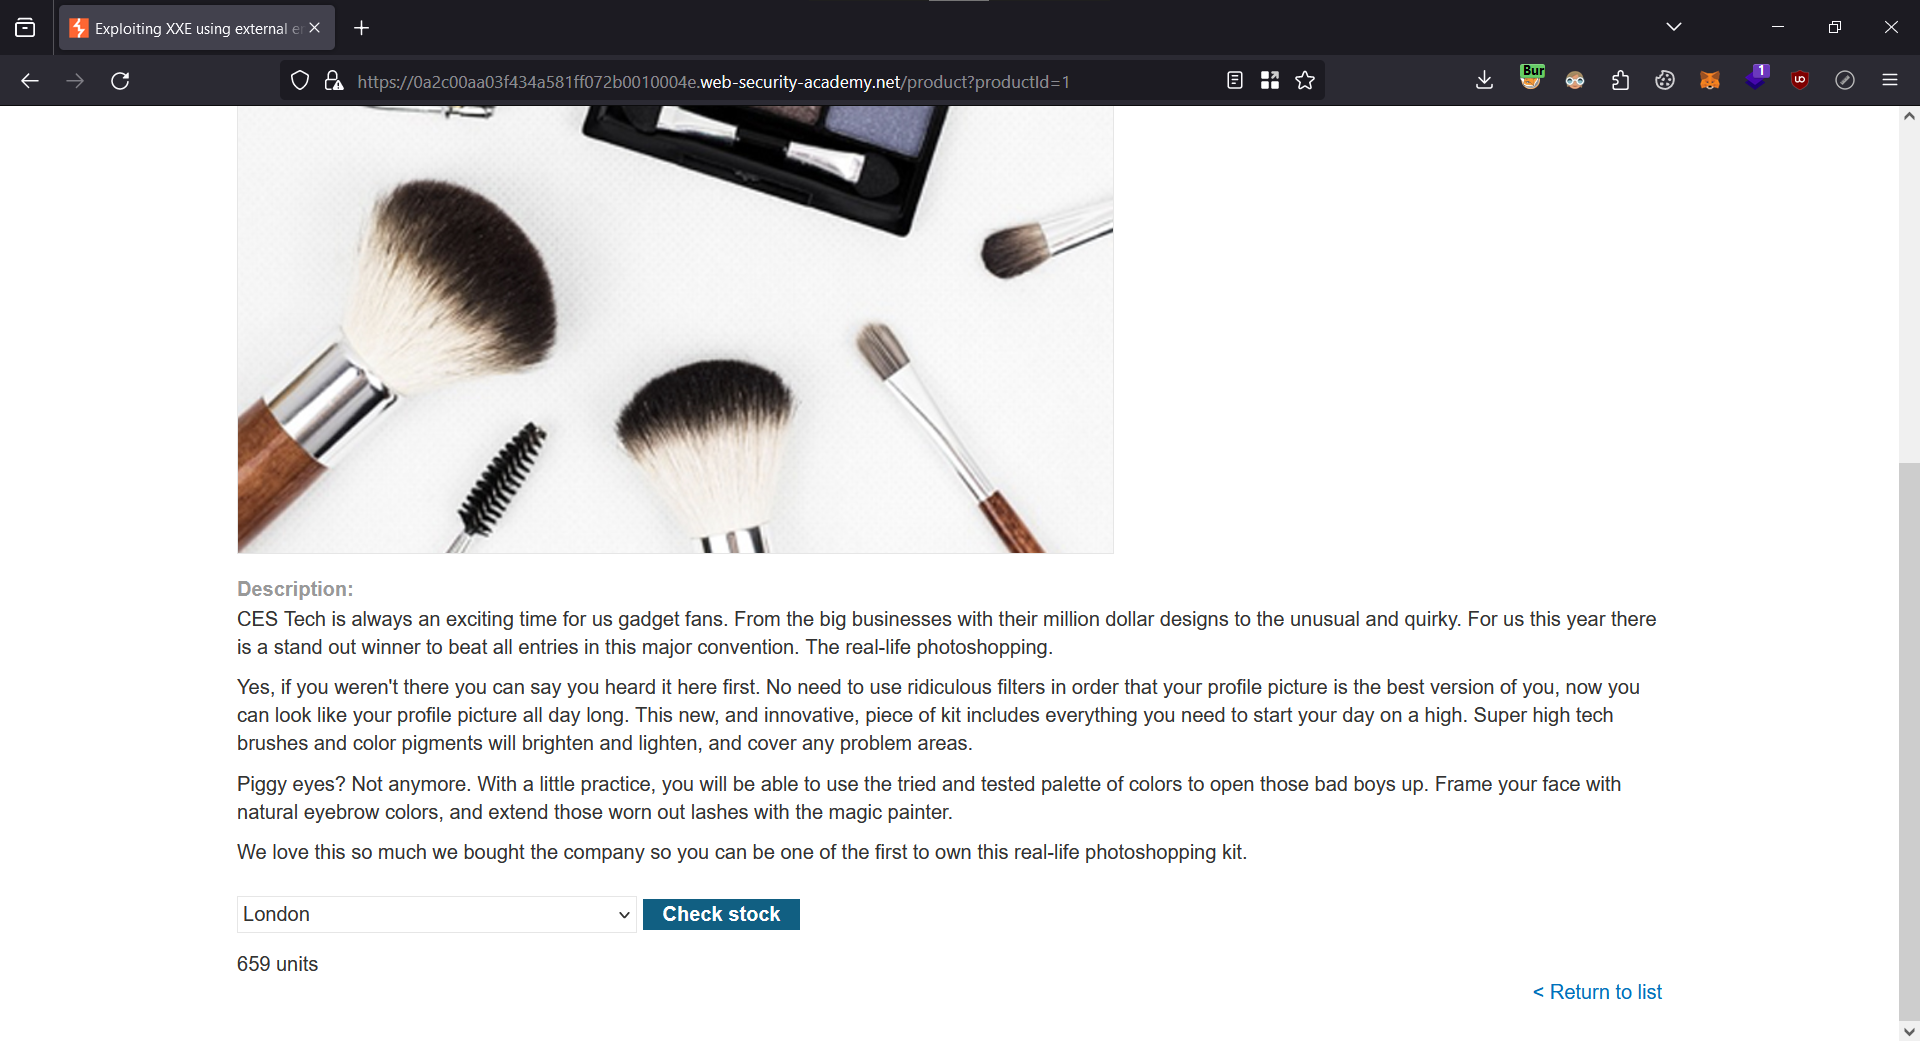 Exploiting XXE using external e
https://0a2c00aa03f434a581ff072b0010004e.web-security-academy.net/product?productId=1
Bur
1
Description:
CES Tech is always an exciting time for us gadget fans. From the big businesses with their million dollar designs to the unusual and quirky. For us this year there
is a stand out winner to beat all entries in this major convention. The real-life photoshopping.
Yes, if you weren't there you can say you heard it here first. No need to use ridiculous filters in order that your profile picture is the best version of you, now you
can look like your profile picture all day long. This new, and innovative, piece of kit includes everything you need to start your day on a high. Super high tech
brushes and color pigments will brighten and lighten, and cover any problem areas.
Piggy eyes? Not anymore. With a little practice, you will be able to use the tried and tested palette of colors to open those bad boys up. Frame your face with
natural eyebrow colors, and extend those worn out lashes with the magic painter.
We love this so much we bought the company so you can be one of the first to own this real-life photoshopping kit.
London
Check stock
659 units
< Return to list